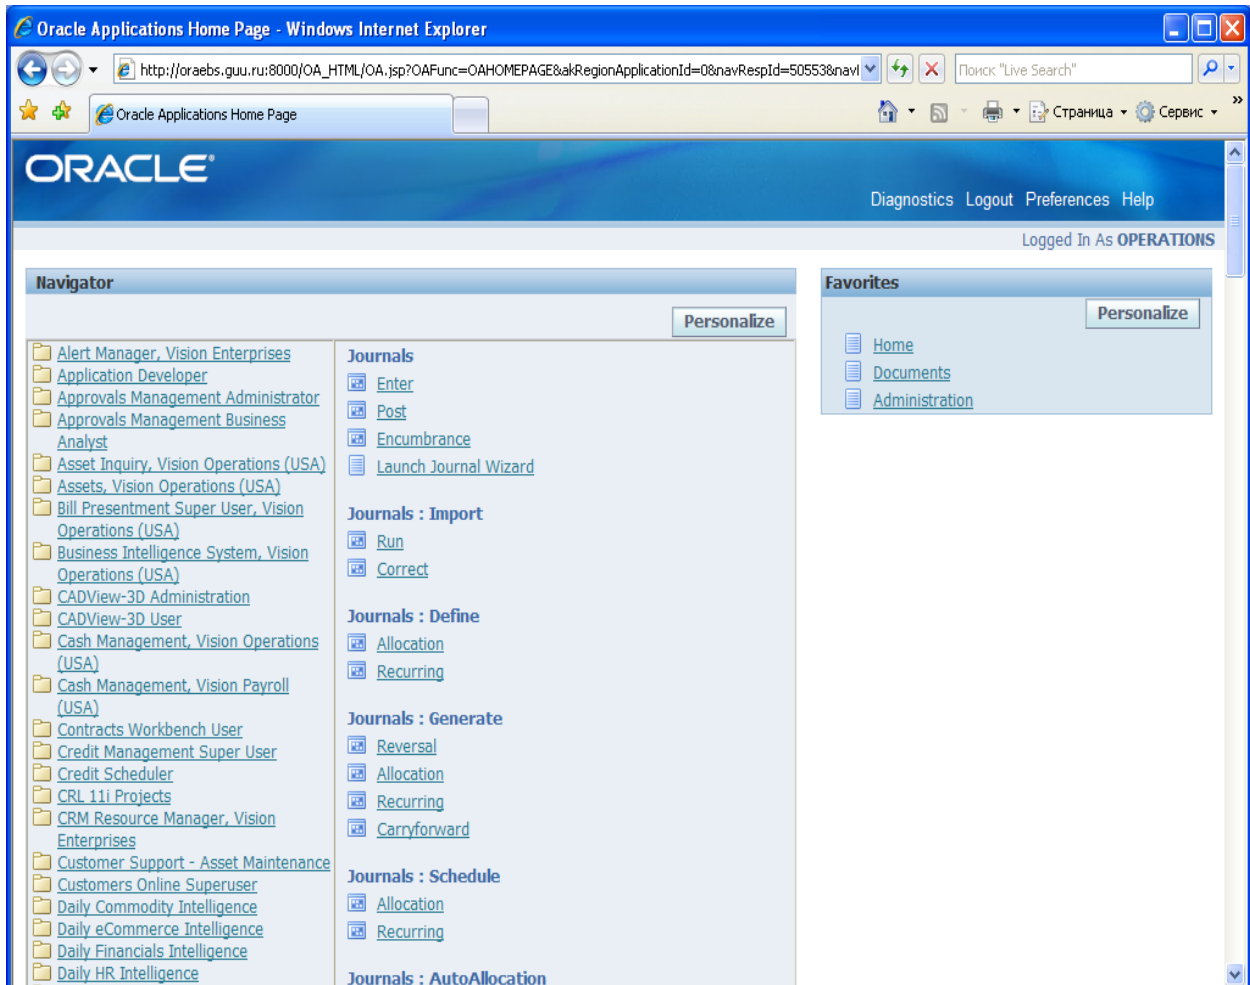 Oracle Applications Home Page - Windows Internet Explorer
http://oraebs.guu.ru:8000/OA_HTML/OA.jsp?OAFunc=OAHOMEPAGE&akRegionApplicationId=0&navRespId=50553&navI
Поиск "Live Search"
Oracle Applications Home Page
Страница
Сервис
ORACLE
Diagnostics Logout Preferences Help
Logged In As OPERATIONS
Navigator
Personalize
Alert Manager, Vision Enterprises
Application Developer
Approvals Management Administrator
Approvals Management Business
Analyst
Asset Inquiry, Vision Operations (USA)
Assets, Vision Operations (USA)
Bill Presentment Super User, Vision
Operations (USA)
Business Intelligence System, Vision
Operations (USA)
CADView-3D Administration
CADView-3D User
Cash Management, Vision Operations
(USA)
Cash Management, Vision Payroll
(USA)
Contracts Workbench User
Credit Management Super User
Credit Scheduler
CRL 11i Projects
CRM Resource Manager, Vision
Enterprises
Customer Support - Asset Maintenance
Customers Online Superuser
Daily Commodity Intelligence
Daily eCommerce Intelligence
Daily Financials Intelligence
Daily HR Intelligence
Journals
Enter
Post
Encumbrance
Launch Journal Wizard
Journals : Import
Run
Correct
Journals : Define
Allocation
Recurring
Journals : Generate
Reversal
Allocation
Recurring
Carryforward
Journals : Schedule
Allocation
Recurring
Journals : AutoAllocation
Favorites
Personalize
Home
Documents
Administration